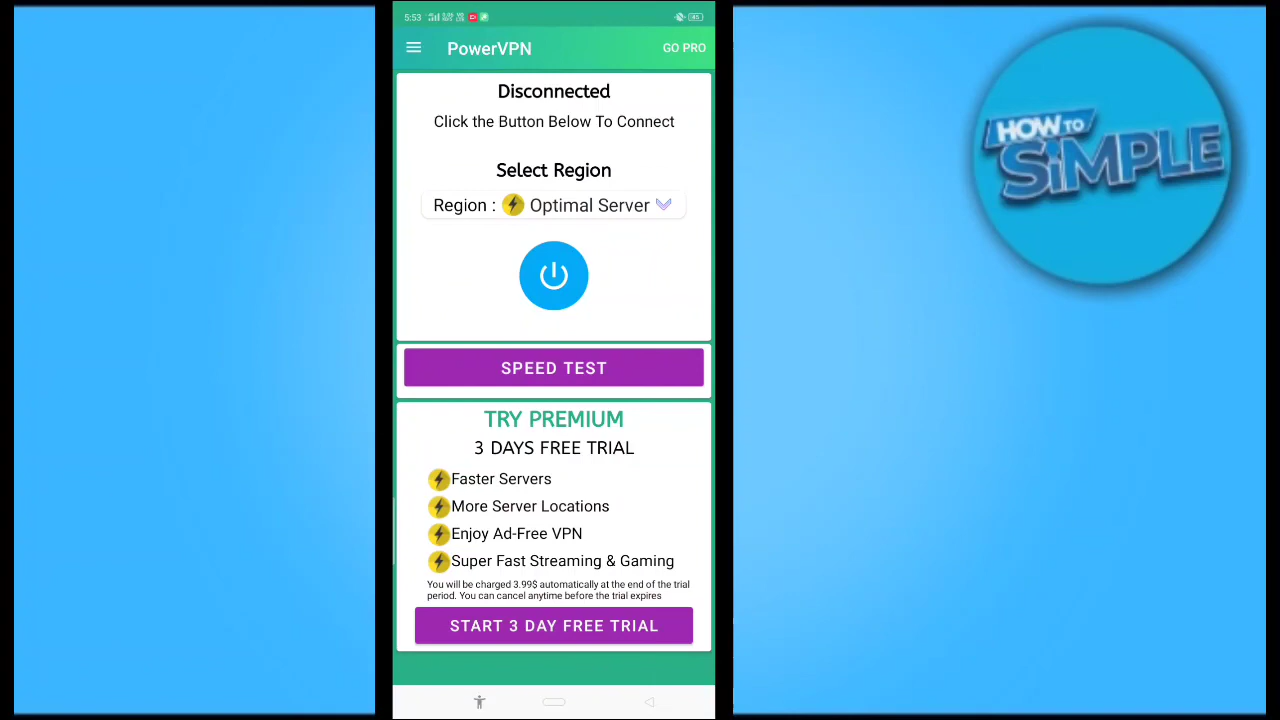 5:53
45
PowerVPN
GO PRO
HOW TO
SiMPLE
Disconnected
Click the Button Below To Connect
Select Region
Region : Optimal Server
SPEED TEST
TRY PREMIUM
3 DAYS FREE TRIAL
Faster Servers
More Server Locations
Enjoy Ad-Free VPN
Super Fast Streaming & Gaming
You will be charged 3.99$ automatically at the end of the trial
period. You can cancel anytime before the trial expires
START 3 DAY FREE TRIAL